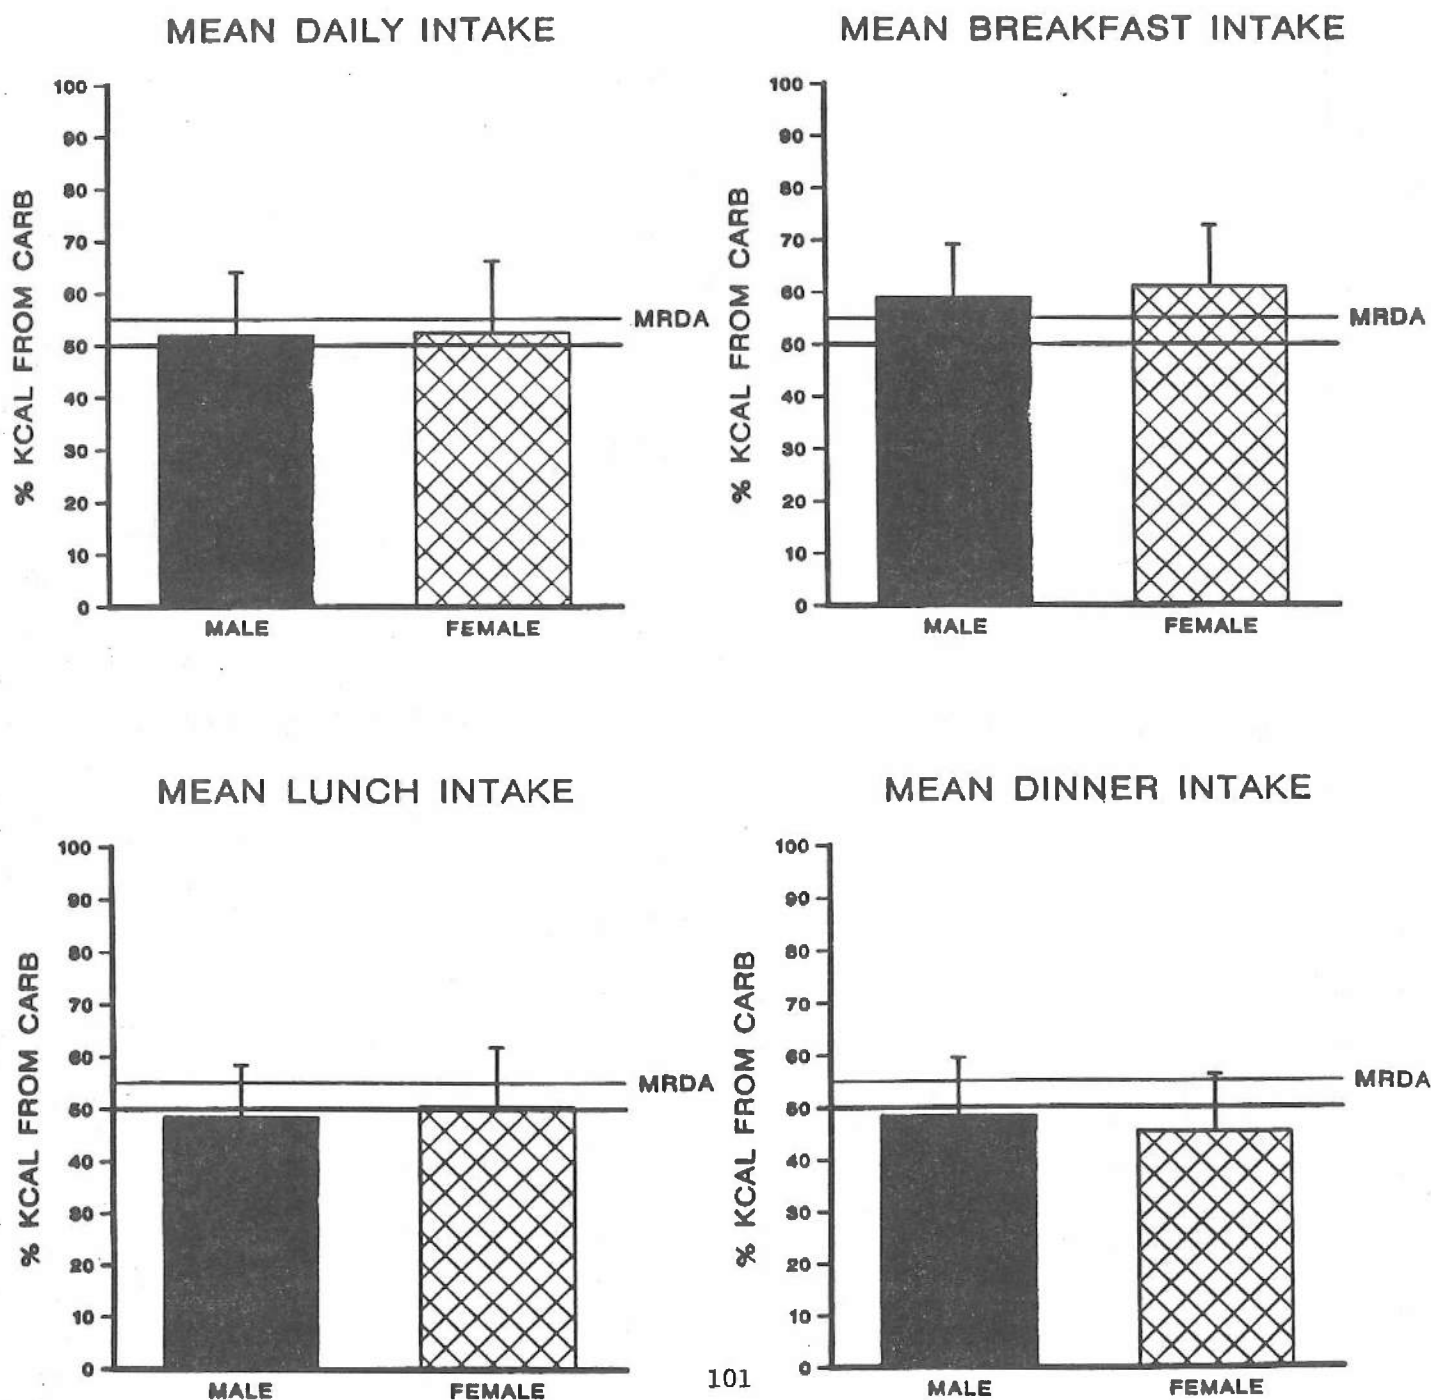 MEAN DAILY INTAKE
% KCAL FROM CARB
100
90
80
70
60
50
40
30
20
10
0
MRDA
MALE FEMALE
MEAN BREAKFAST INTAKE
% KCAL FROM CARB
100
90
80
70
60
50
40
30
20
10
0
MRDA
MALE FEMALE
MEAN LUNCH INTAKE
% KCAL FROM CARB
100
90
80
70
60
50
40
30
20
10
0
MRDA
MALE FEMALE
MEAN DINNER INTAKE
% KCAL FROM CARB
100
90
80
70
60
50
40
30
20
10
0
MRDA
MALE FEMALE
101